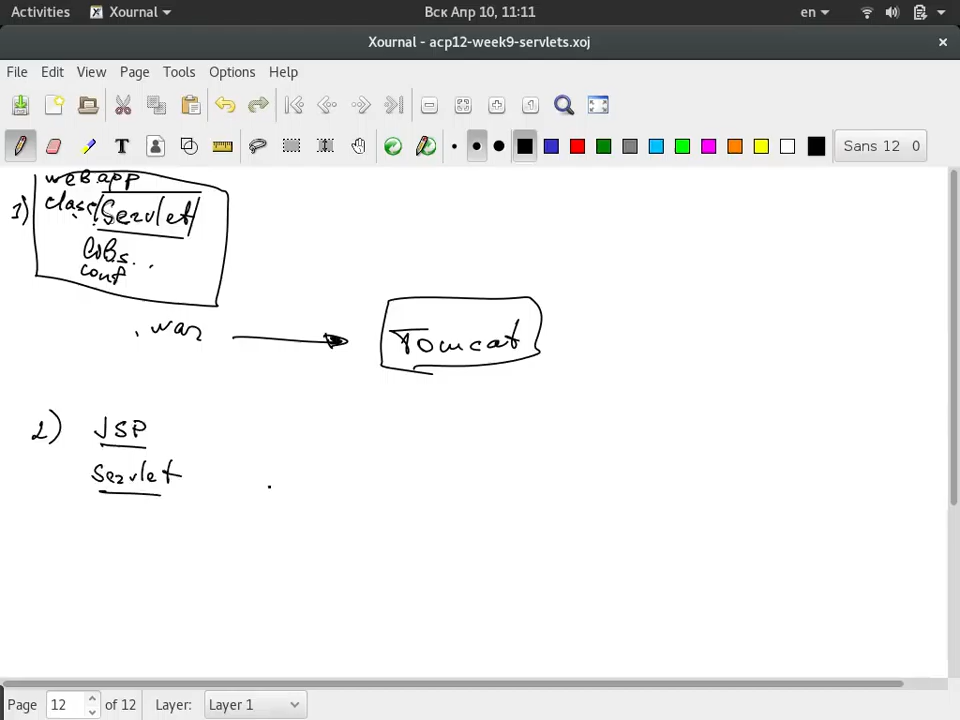 Activities Xournal Вск Апр 10, 11:11 en
Xournal - acp12-week9-servlets.xoj
File Edit View Page Tools Options Help
Sans 12 0
webapp
1) class/Servlet
libs..
conf
.war
Tomcat
2) JSP
Servlet
Page 12 of 12 Layer: Layer 1